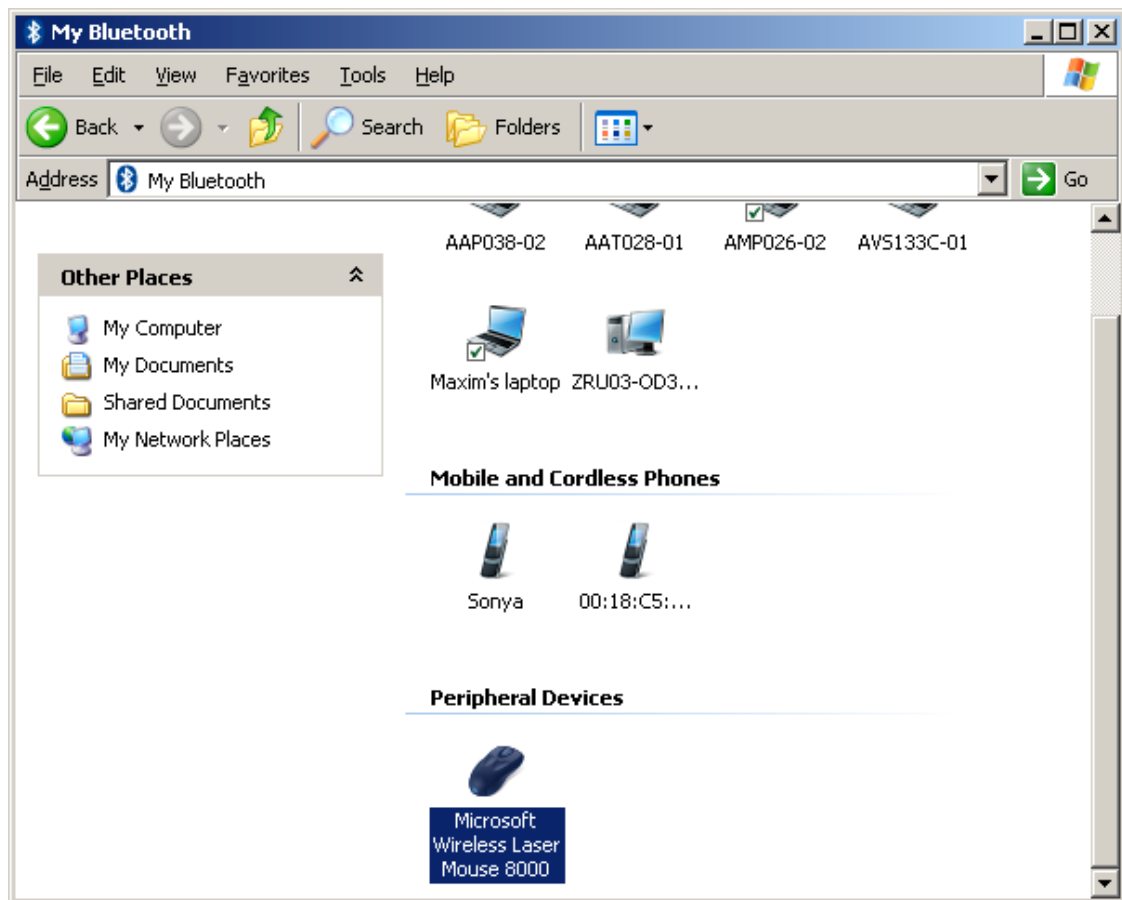 My Bluetooth
File Edit View Favorites Tools Help
Back Search Folders
Address My Bluetooth Go
AAP038-02 AAT028-01 AMP026-02 AVS133C-01
Other Places
My Computer
My Documents
Shared Documents
My Network Places
Maxim's laptop ZRU03-OD3...
Mobile and Cordless Phones
Sonya 00:18:C5:...
Peripheral Devices
Microsoft
Wireless Laser
Mouse 8000